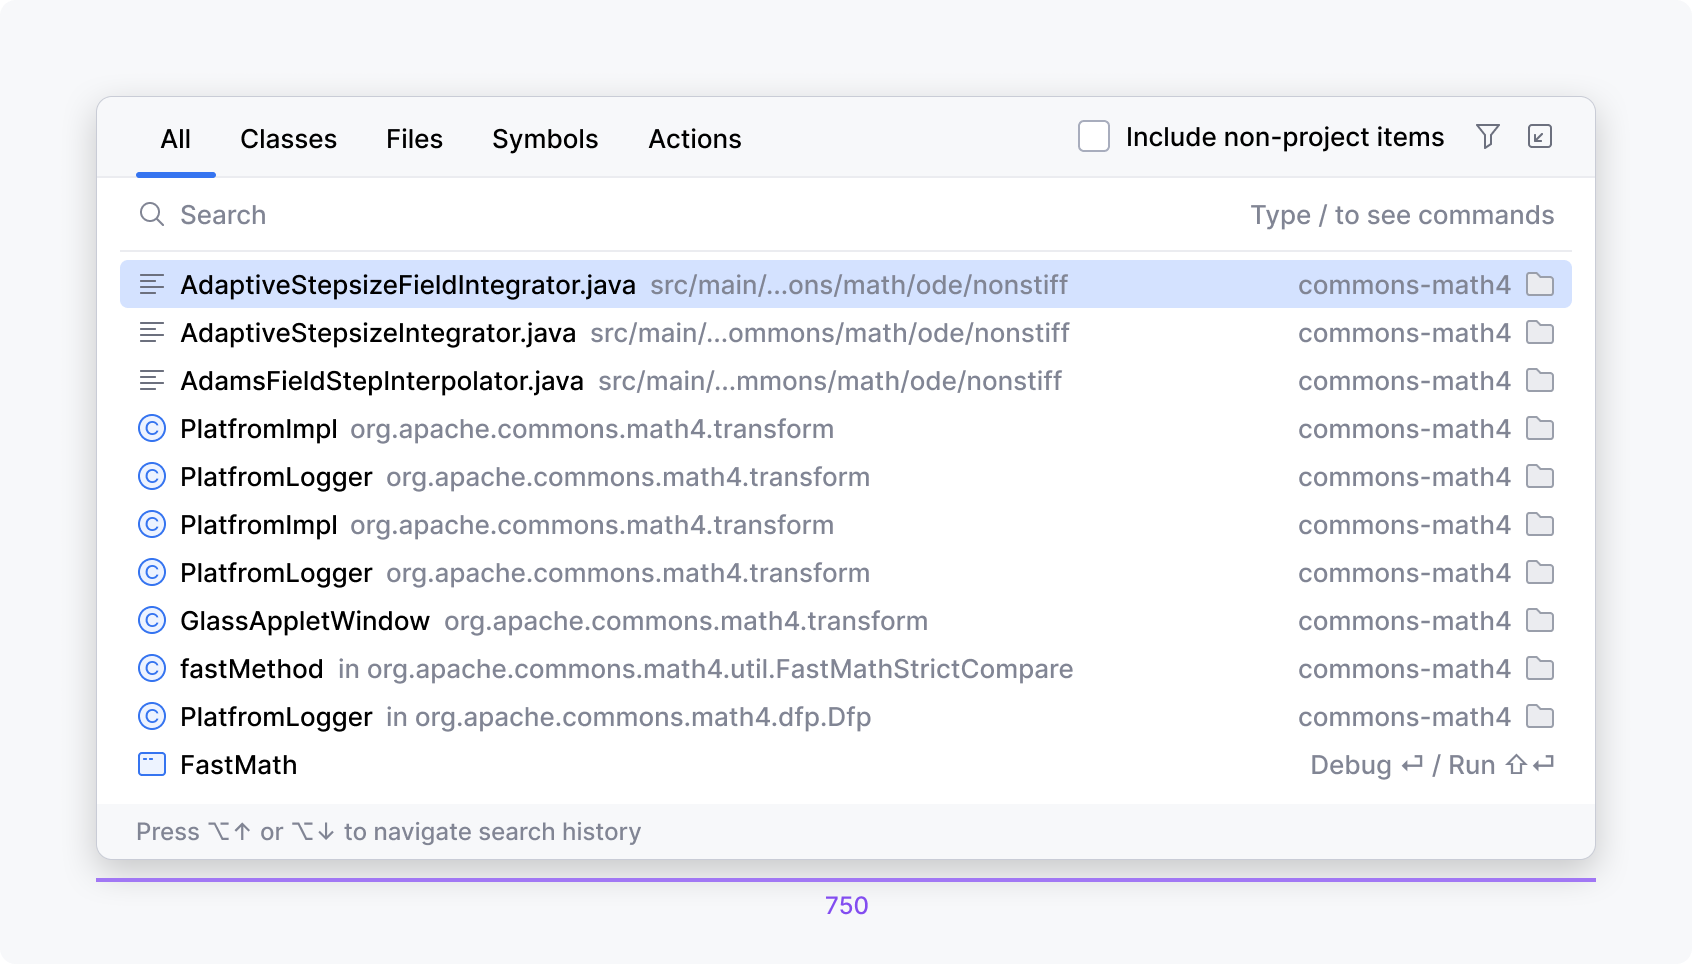 All Classes Files Symbols Actions Include non-project items
Search Type / to see commands
AdaptiveStepsizeFieldIntegrator.java src/main/...ons/math/ode/nonstiff commons-math4
AdaptiveStepsizeIntegrator.java src/main/...ommons/math/ode/nonstiff commons-math4
AdamsFieldStepInterpolator.java src/main/...mmons/math/ode/nonstiff commons-math4
C PlatfromImpl org.apache.commons.math4.transform commons-math4
C PlatfromLogger org.apache.commons.math4.transform commons-math4
C PlatfromImpl org.apache.commons.math4.transform commons-math4
C PlatfromLogger org.apache.commons.math4.transform commons-math4
C GlassAppletWindow org.apache.commons.math4.transform commons-math4
C fastMethod in org.apache.commons.math4.util.FastMathStrictCompare commons-math4
C PlatfromLogger in org.apache.commons.math4.dfp.Dfp commons-math4
FastMath Debug ↵ / Run ⇧↵
Press ⌥↑ or ⌥↓ to navigate search history
750